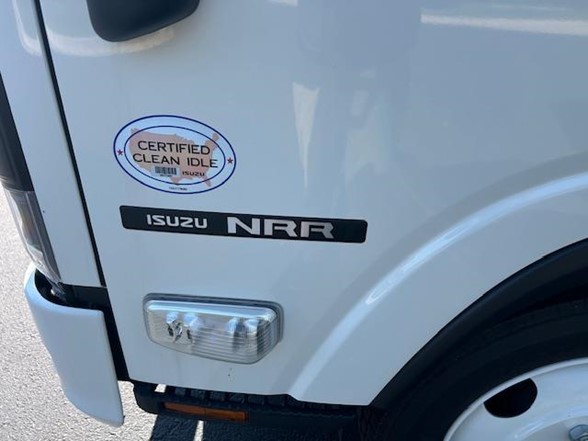 CERTIFIED
CLEAN IDLE
ISUZU
ISUZU NRR